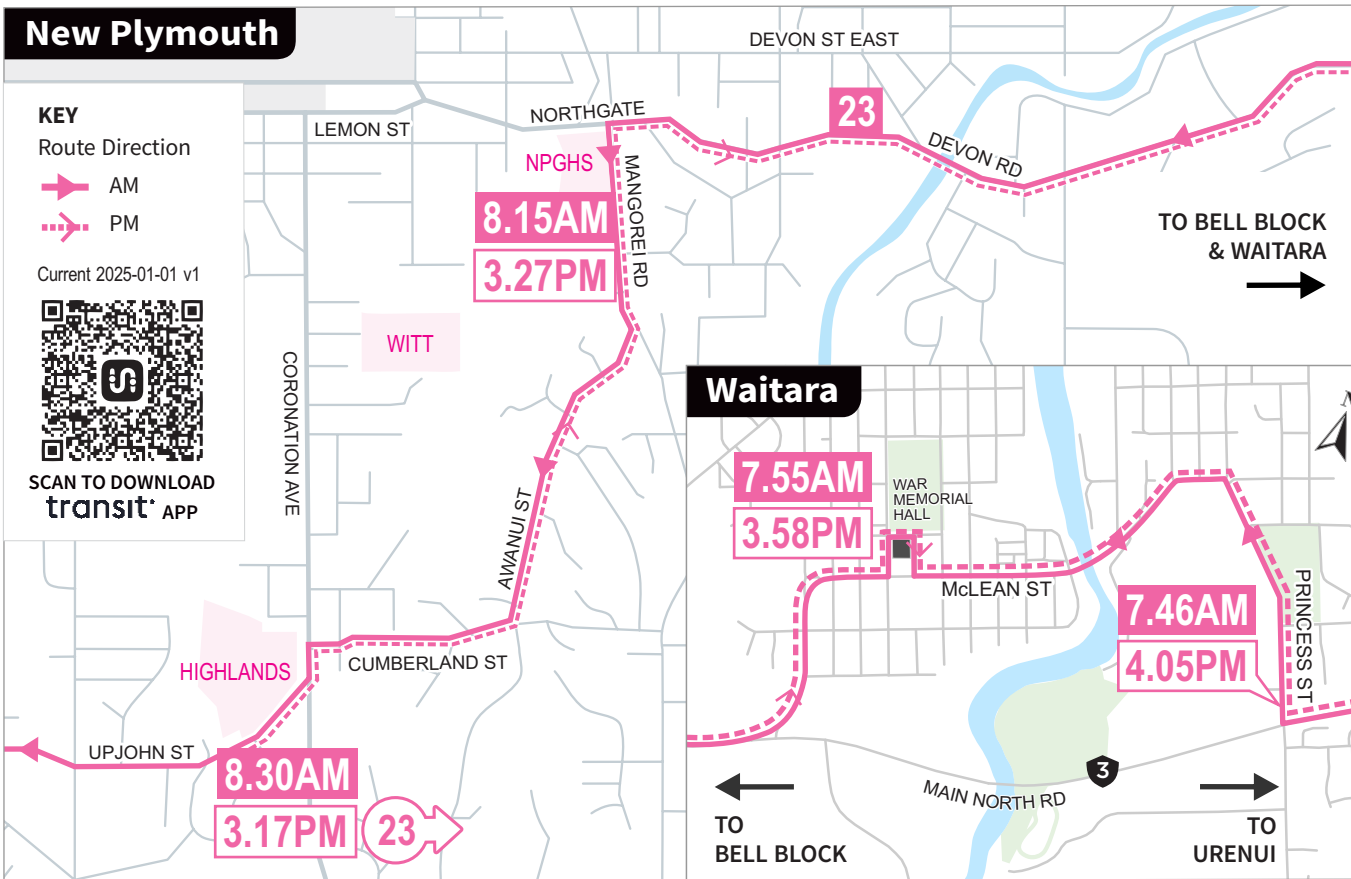 New Plymouth
KEY
Route Direction
AM
PM
Current 2025-01-01 v1
SCAN TO DOWNLOAD
transit APP
DEVON ST EAST
NORTHGATE
LEMON ST
NPGHS
MANGOREI RD
23
DEVON RD
8.15AM
3.27PM
TO BELL BLOCK
& WAITARA
WITT
CORONATION AVE
AWANUI ST
HIGHLANDS
CUMBERLAND ST
UPJOHN ST
8.30AM
3.17PM
23
Waitara
N
7.55AM
3.58PM
WAR
MEMORIAL
HALL
McLEAN ST
7.46AM
4.05PM
PRINCESS ST
3
MAIN NORTH RD
TO
BELL BLOCK
TO
URENUI